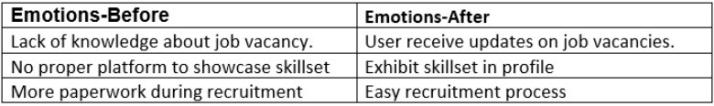 Emotions-Before Emotions-After
Lack of knowledge about job vacancy. User receive updates on job vacancies.
No proper platform to showcase skillset Exhibit skillset in profile
More paperwork during recruitment Easy recruitment process